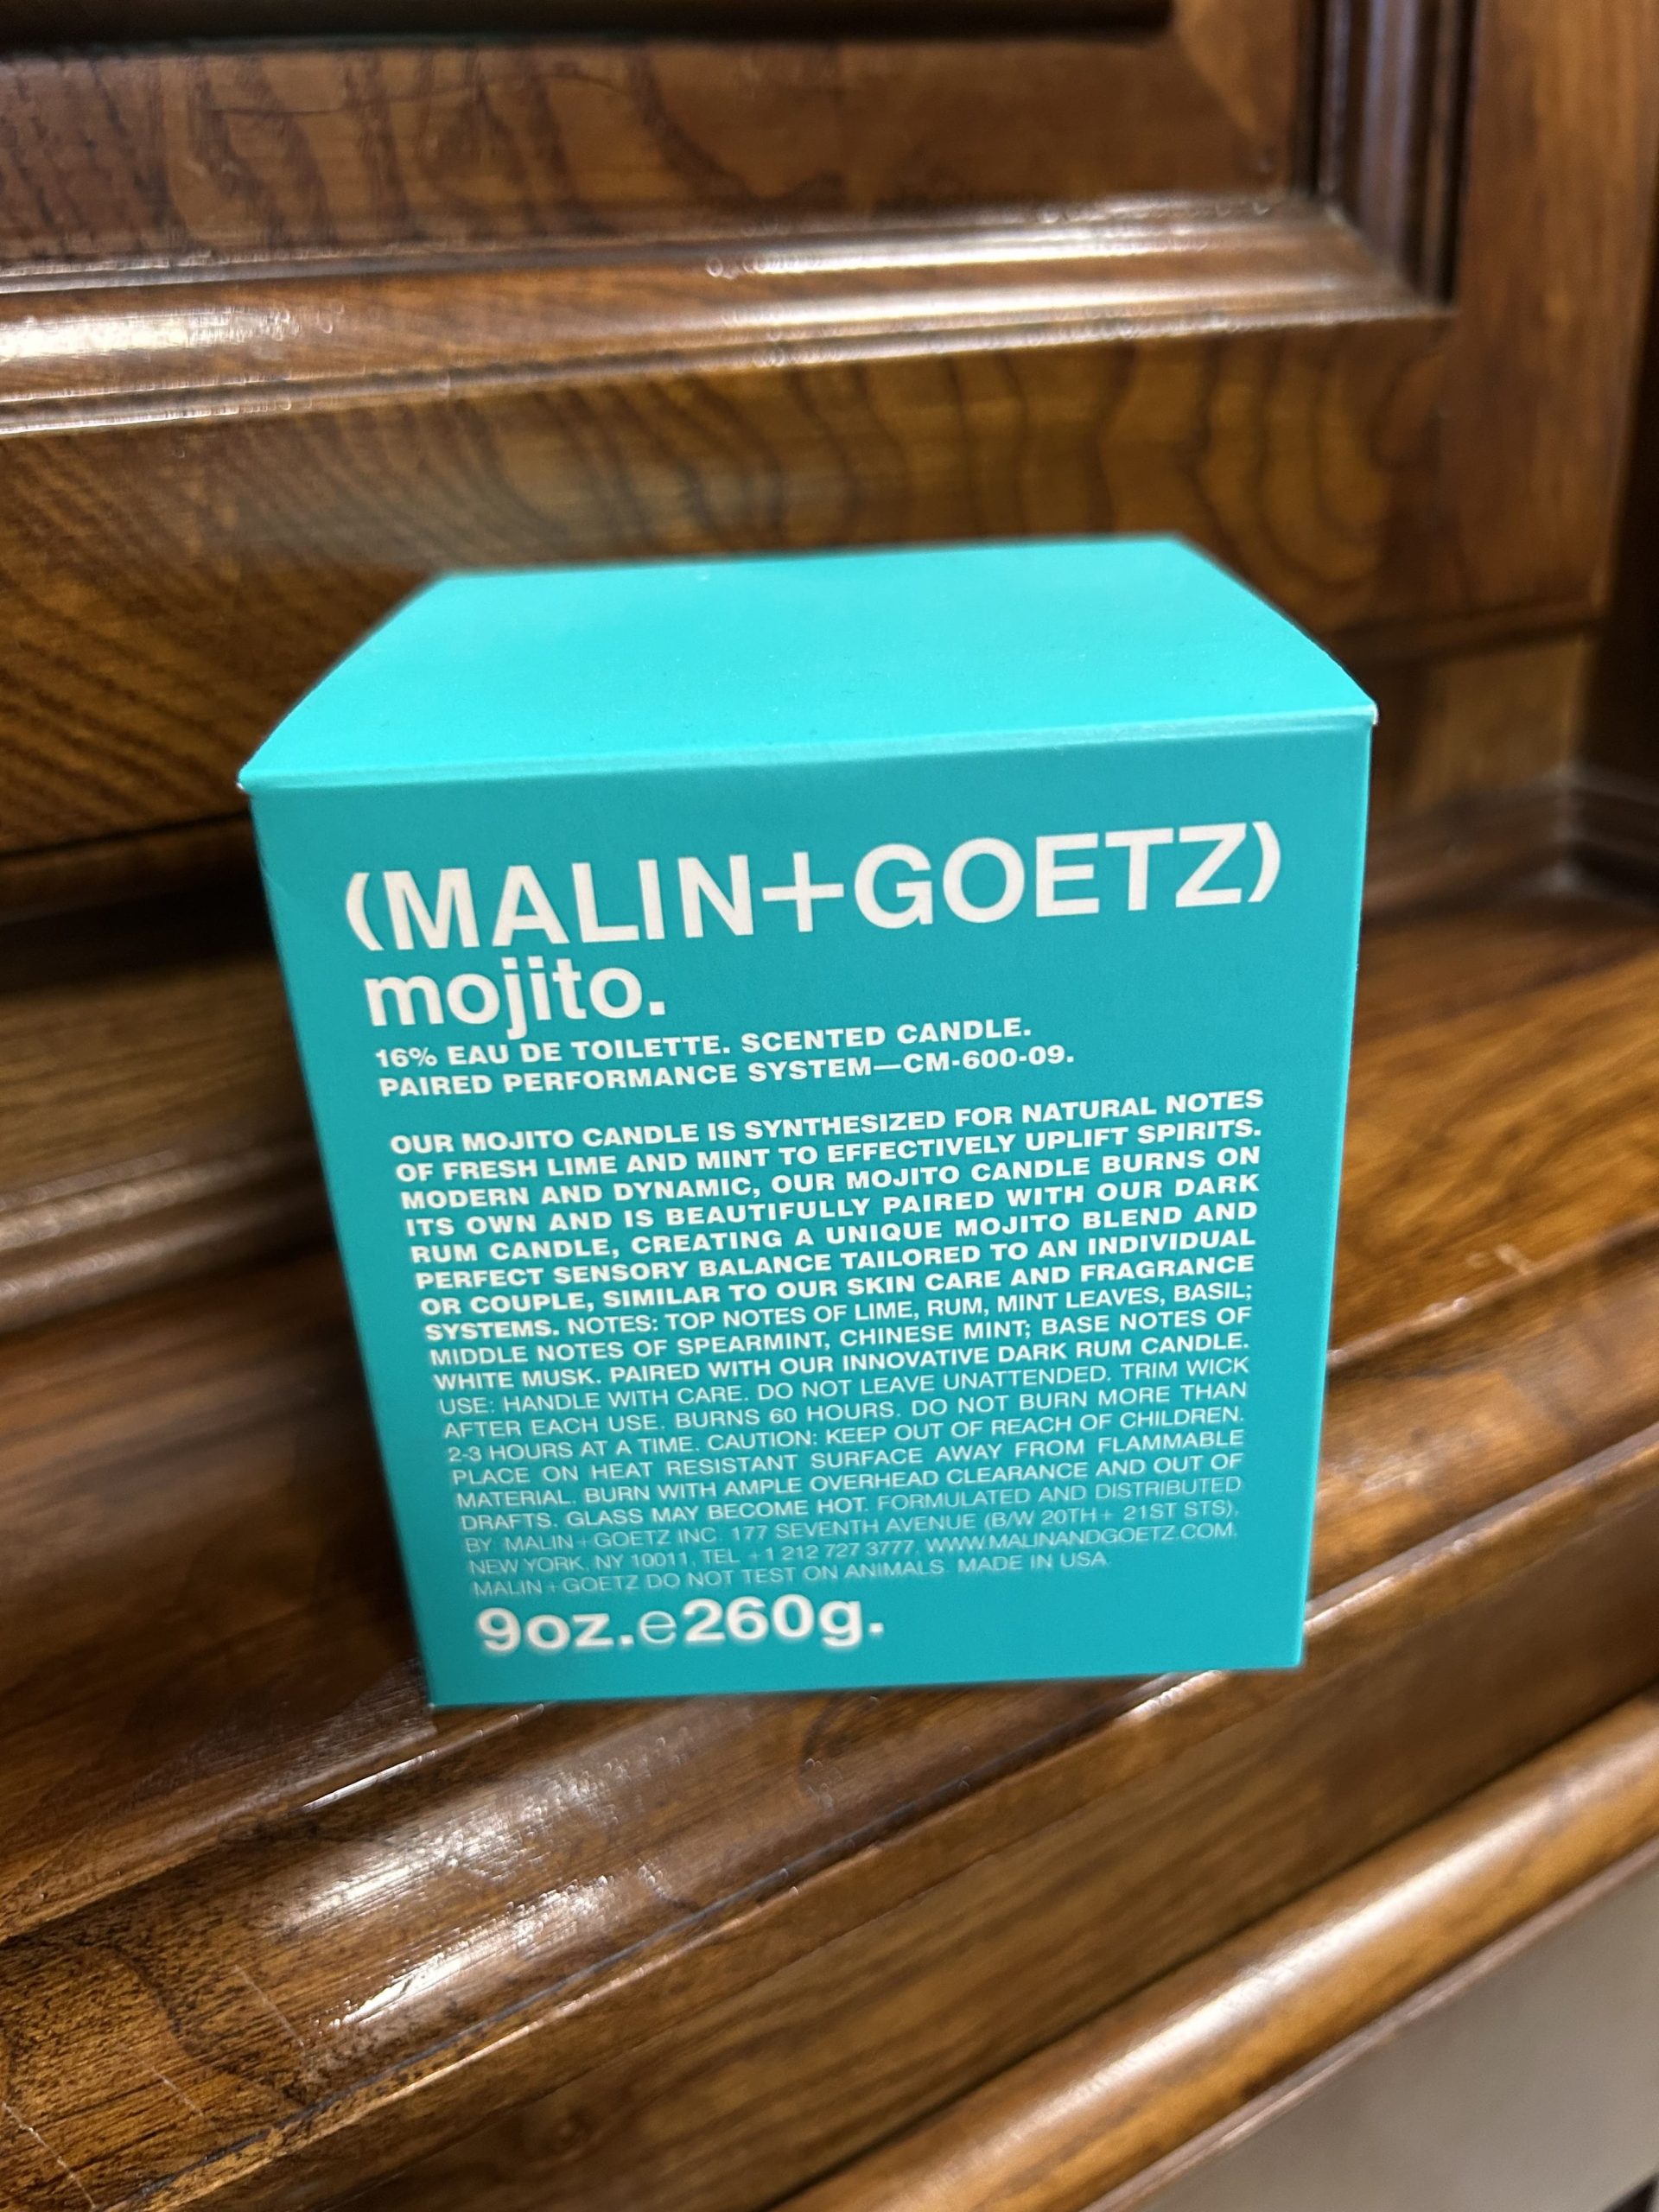 (MALIN+GOETZ)
mojito.
16% EAU DE TOILETTE. SCENTED CANDLE.
PAIRED PERFORMANCE SYSTEM—CM-600-09.
OUR MOJITO CANDLE IS SYNTHESIZED FOR NATURAL NOTES
OF FRESH LIME AND MINT TO EFFECTIVELY UPLIFT SPIRITS.
MODERN AND DYNAMIC, OUR MOJITO CANDLE BURNS ON
ITS OWN AND IS BEAUTIFULLY PAIRED WITH OUR DARK
RUM CANDLE, CREATING A UNIQUE MOJITO BLEND AND
PERFECT SENSORY BALANCE TAILORED TO AN INDIVIDUAL
OR COUPLE, SIMILAR TO OUR SKIN CARE AND FRAGRANCE
SYSTEMS. NOTES: TOP NOTES OF LIME, RUM, MINT LEAVES, BASIL;
MIDDLE NOTES OF SPEARMINT, CHINESE MINT; BASE NOTES OF
WHITE MUSK. PAIRED WITH OUR INNOVATIVE DARK RUM CANDLE.
USE: HANDLE WITH CARE. DO NOT LEAVE UNATTENDED. TRIM WICK
AFTER EACH USE. BURNS 60 HOURS. DO NOT BURN MORE THAN
2-3 HOURS AT A TIME. CAUTION: KEEP OUT OF REACH OF CHILDREN.
PLACE ON HEAT RESISTANT SURFACE AWAY FROM FLAMMABLE
MATERIAL. BURN WITH AMPLE OVERHEAD CLEARANCE AND OUT OF
DRAFTS. GLASS MAY BECOME HOT. FORMULATED AND DISTRIBUTED
BY MALIN+GOETZ INC. 177 SEVENTH AVENUE (B/W 20TH+ 21ST STS),
NEW YORK, NY 10011, TEL +1 212 727 3777. WWW.MALINANDGOETZ.COM.
MALIN+GOETZ DO NOT TEST ON ANIMALS. MADE IN USA.
9oz.e260g.